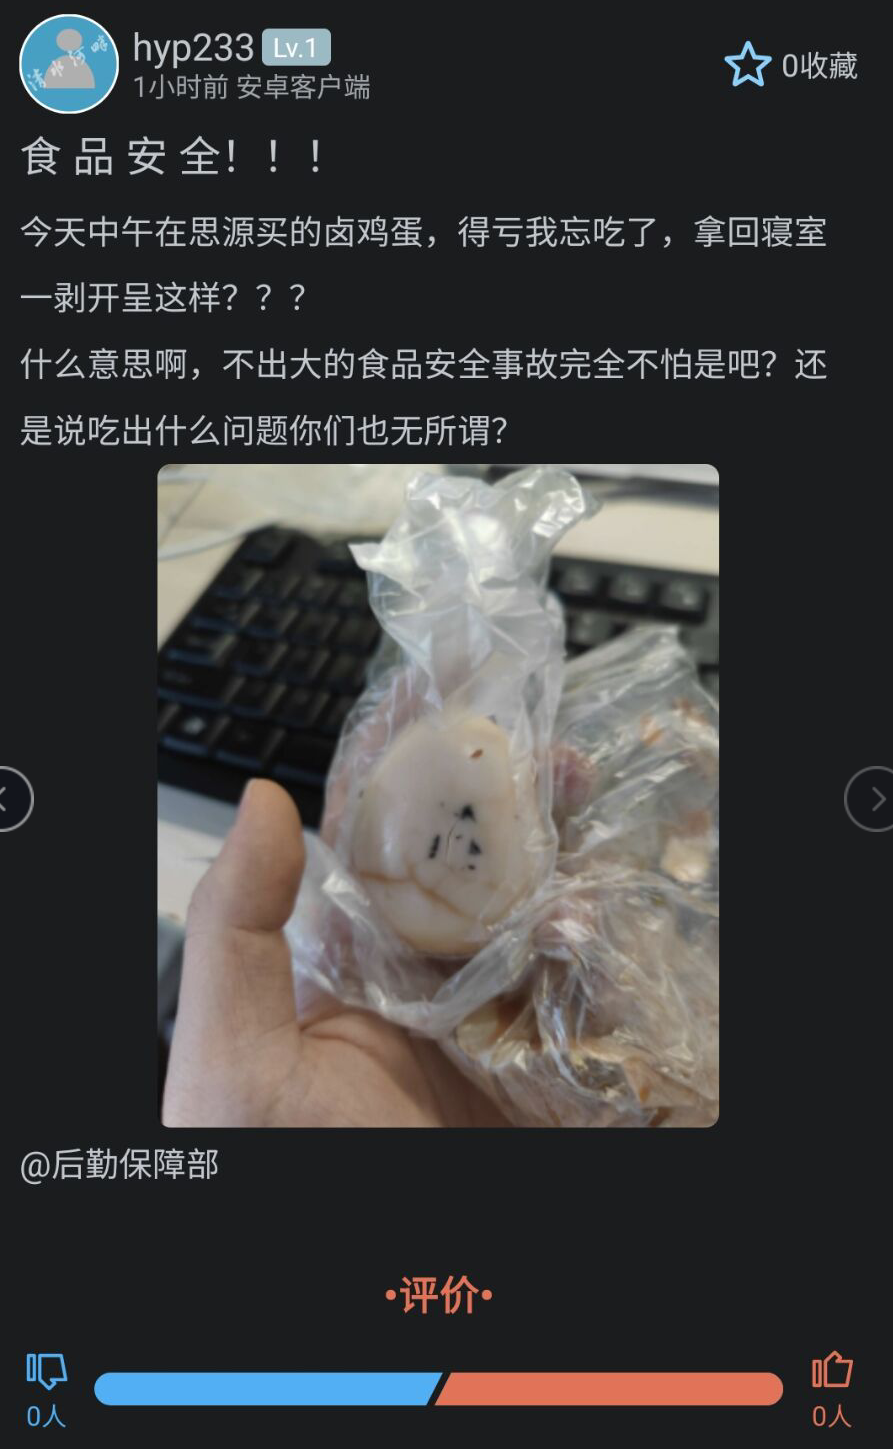 清水河畔
hyp233 Lv.1
1小时前 安卓客户端
0收藏
食 品 安 全！！！
今天中午在思源买的卤鸡蛋，得亏我忘吃了，拿回寝室
一剥开呈这样？？？
什么意思啊，不出大的食品安全事故完全不怕是吧？还
是说吃出什么问题你们也无所谓？
@后勤保障部
•评价•
0人
0人